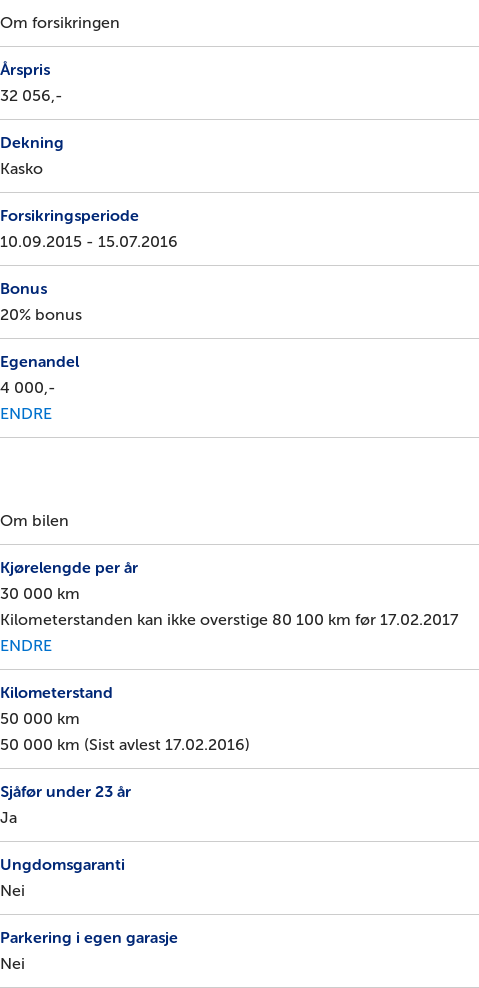 Om forsikringen
Årspris
32 056,-
Dekning
Kasko
Forsikringsperiode
10.09.2015 - 15.07.2016
Bonus
20% bonus
Egenandel
4 000,-
ENDRE
Om bilen
Kjørelengde per år
30 000 km
Kilometerstanden kan ikke overstige 80 100 km før 17.02.2017
ENDRE
Kilometerstand
50 000 km
50 000 km (Sist avlest 17.02.2016)
Sjåfør under 23 år
Ja
Ungdomsgaranti
Nei
Parkering i egen garasje
Nei